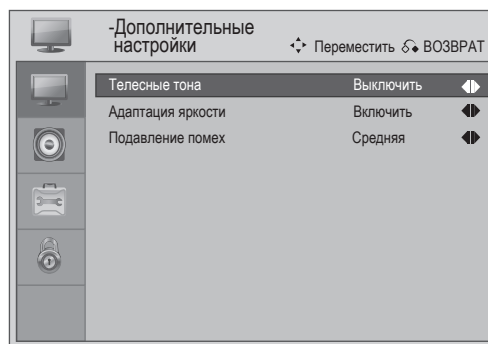 -Дополнительные
настройки
Переместить ВОЗВРАТ
Телесные тона Выключить
Адаптация яркости Включить
Подавление помех Средняя